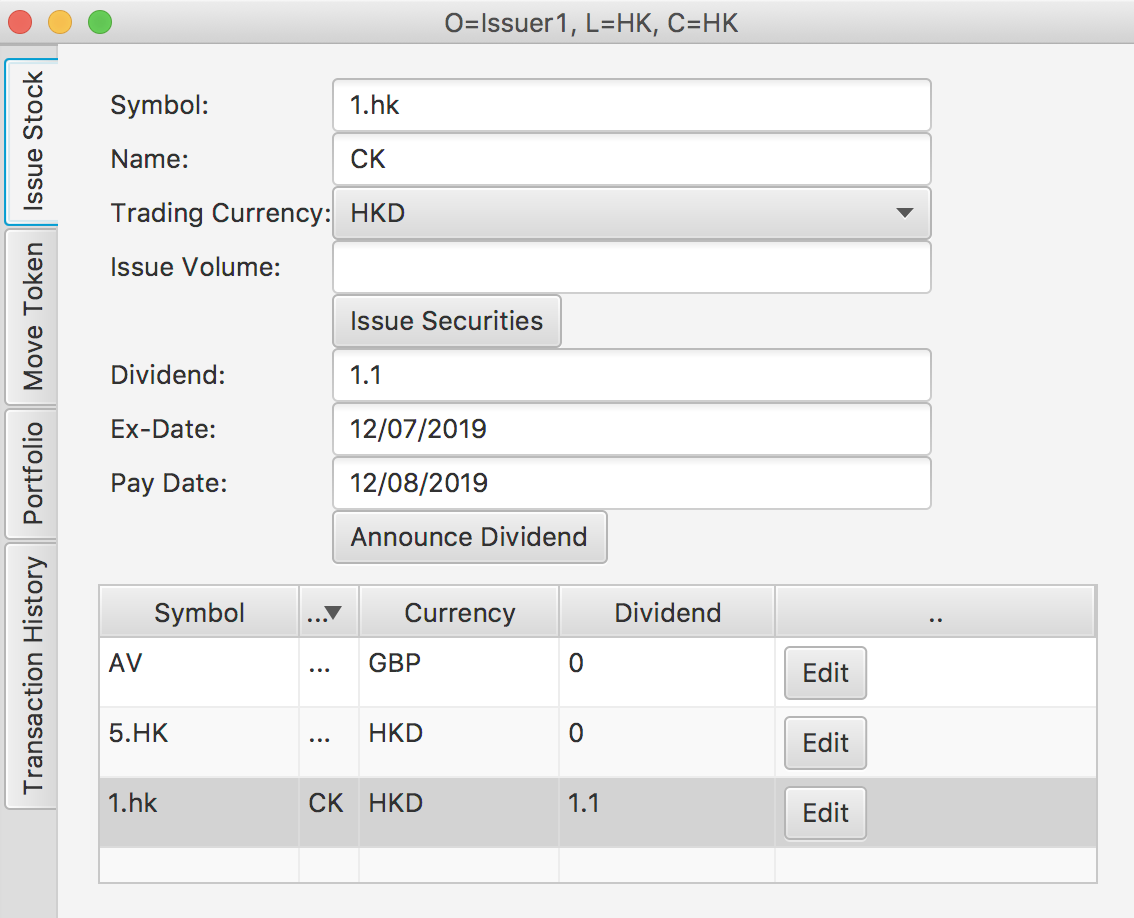 O=Issuer1, L=HK, C=HK
Issue Stock
Move Token
Portfolio
Transaction History
Symbol: 1.hk
Name: CK
Trading Currency: HKD
Issue Volume:
Issue Securities
Dividend: 1.1
Ex-Date: 12/07/2019
Pay Date: 12/08/2019
Announce Dividend
Symbol ... Currency Dividend ..
AV ... GBP 0 Edit
5.HK ... HKD 0 Edit
1.hk CK HKD 1.1 Edit